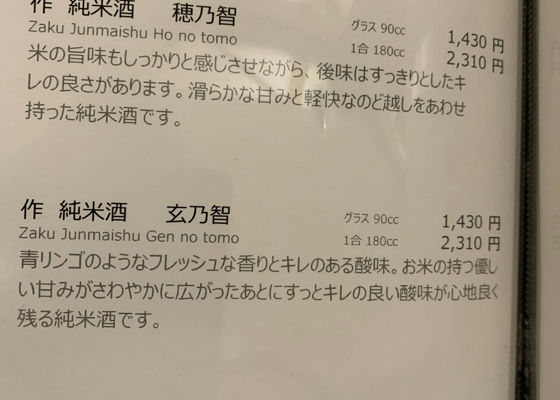 作 純米酒 穂乃智
Zaku Junmaishu Ho no tomo
グラス 90cc 1,430 円
1合 180cc 2,310 円
米の旨味もしっかりと感じさせながら、後味はすっきりとしたキ
レの良さがあります。滑らかな甘みと軽快なのど越しをあわせ
持った純米酒です。
作 純米酒 玄乃智
Zaku Junmaishu Gen no tomo
グラス 90cc 1,430 円
1合 180cc 2,310 円
青リンゴのようなフレッシュな香りとキレのある酸味。お米の持つ優し
い甘みがさわやかに広がったあとにすっとキレの良い酸味が心地良く
残る純米酒です。